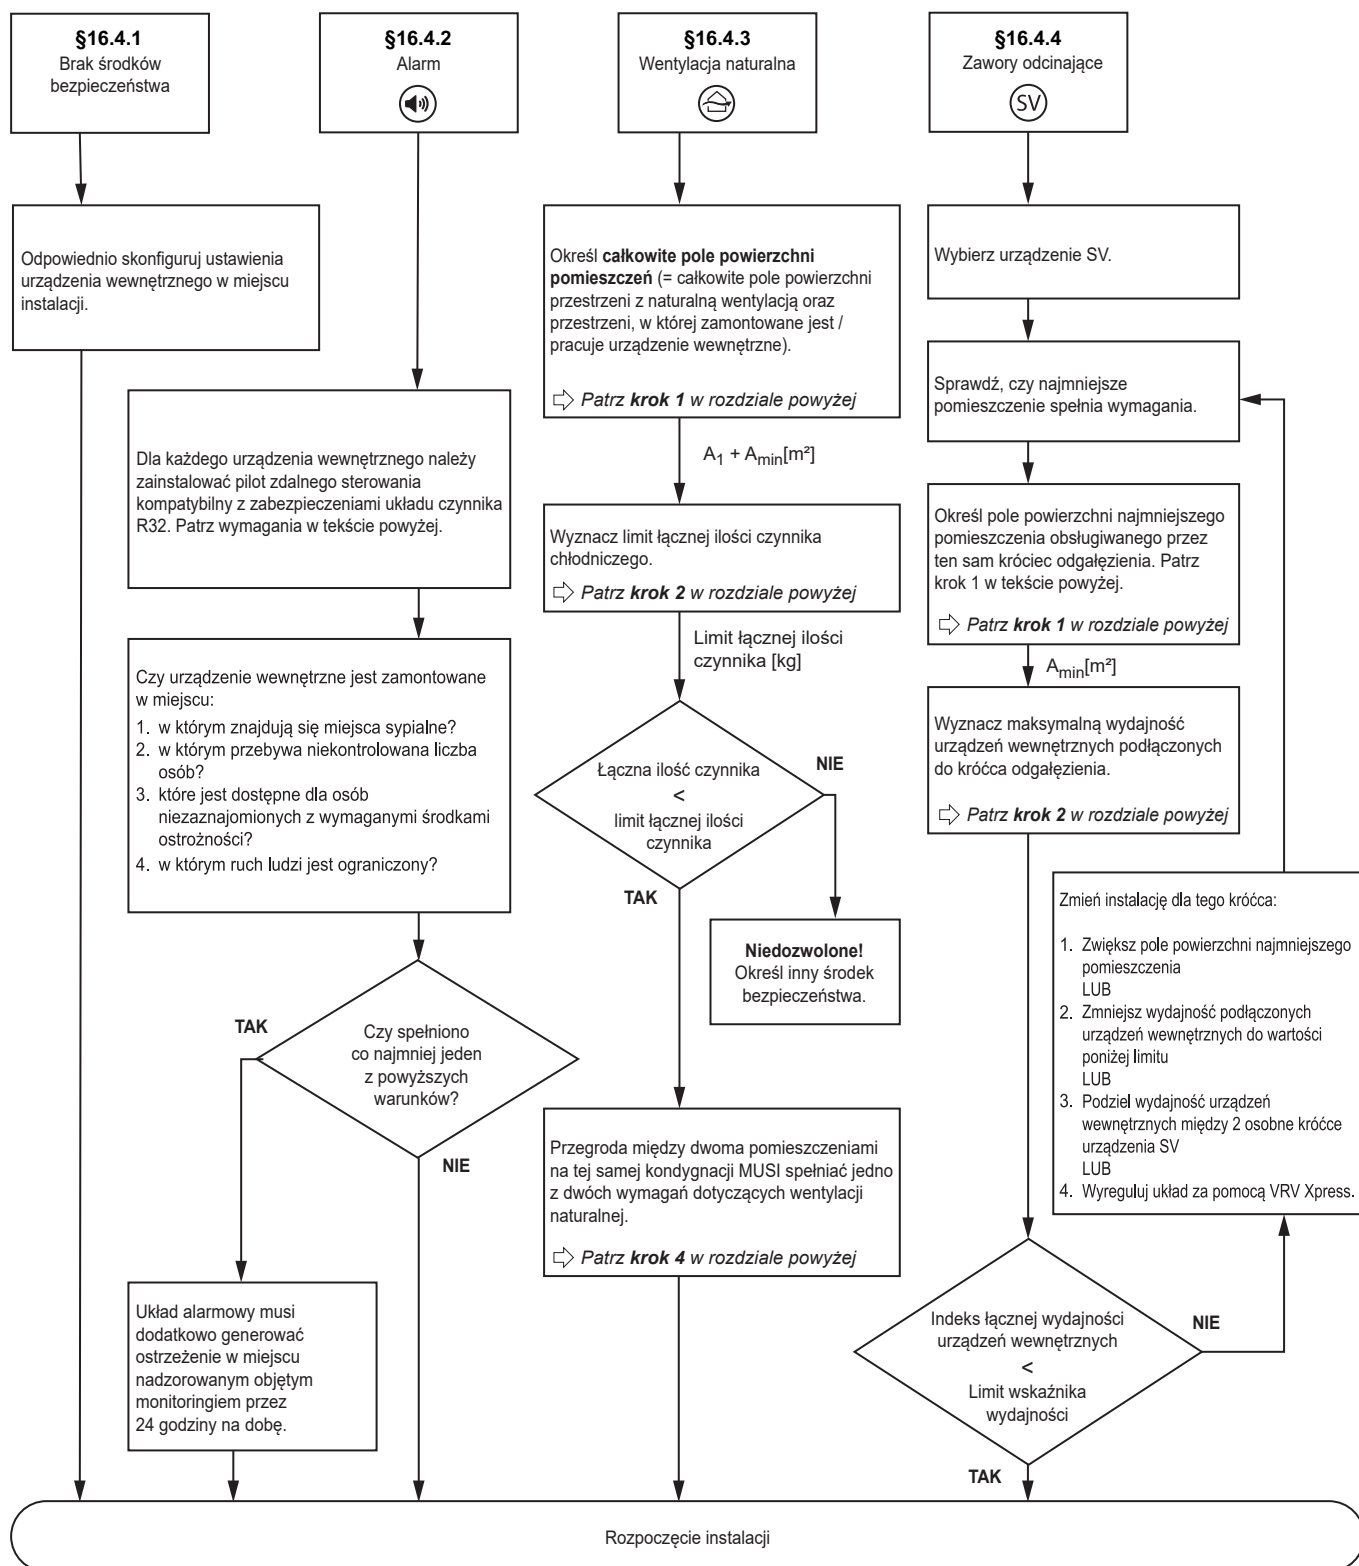 §16.4.1
Brak środków
bezpieczeństwa
§16.4.2
Alarm
§16.4.3
Wentylacja naturalna
§16.4.4
Zawory odcinające
SV
Odpowiednio skonfiguruj ustawienia
urządzenia wewnętrznego w miejscu
instalacji.
Dla każdego urządzenia wewnętrznego należy
zainstalować pilot zdalnego sterowania
kompatybilny z zabezpieczeniami układu czynnika
R32. Patrz wymagania w tekście powyżej.
Czy urządzenie wewnętrzne jest zamontowane
w miejscu:
1. w którym znajdują się miejsca sypialne?
2. w którym przebywa niekontrolowana liczba
osób?
3. które jest dostępne dla osób
niezaznajomionych z wymaganymi środkami
ostrożności?
4. w którym ruch ludzi jest ograniczony?
TAK
Czy spełniono
co najmniej jeden
z powyższych
warunków?
NIE
Układ alarmowy musi
dodatkowo generować
ostrzeżenie w miejscu
nadzorowanym objętym
monitoringiem przez
24 godziny na dobę.
Określ całkowite pole powierzchni
pomieszczeń (= całkowite pole powierzchni
przestrzeni z naturalną wentylacją oraz
przestrzeni, w której zamontowane jest /
pracuje urządzenie wewnętrzne).
⇨ Patrz krok 1 w rozdziale powyżej
A1 + Amin[m²]
Wyznacz limit łącznej ilości czynnika
chłodniczego.
⇨ Patrz krok 2 w rozdziale powyżej
Limit łącznej ilości
czynnika [kg]
Łączna ilość czynnika
<
limit łącznej ilości
czynnika
NIE
TAK
Niedozwolone!
Określ inny środek
bezpieczeństwa.
Przegroda między dwoma pomieszczeniami
na tej samej kondygnacji MUSI spełniać jedno
z dwóch wymagań dotyczących wentylacji
naturalnej.
⇨ Patrz krok 4 w rozdziale powyżej
Wybierz urządzenie SV.
Sprawdź, czy najmniejsze
pomieszczenie spełnia wymagania.
Określ pole powierzchni najmniejszego
pomieszczenia obsługiwanego przez
ten sam króciec odgałęzienia. Patrz
krok 1 w tekście powyżej.
⇨ Patrz krok 1 w rozdziale powyżej
Amin[m²]
Wyznacz maksymalną wydajność
urządzeń wewnętrznych podłączonych
do króćca odgałęzienia.
⇨ Patrz krok 2 w rozdziale powyżej
Zmień instalację dla tego króćca:
1. Zwiększ pole powierzchni najmniejszego
pomieszczenia
LUB
2. Zmniejsz wydajność podłączonych
urządzeń wewnętrznych do wartości
poniżej limitu
LUB
3. Podziel wydajność urządzeń
wewnętrznych między 2 osobne króćce
urządzenia SV
LUB
4. Wyreguluj układ za pomocą VRV Xpress.
Indeks łącznej wydajności
urządzeń wewnętrznych
<
Limit wskaźnika
wydajności
NIE
TAK
Rozpoczęcie instalacji